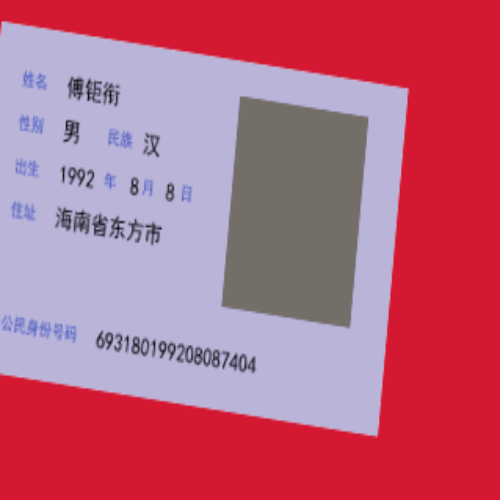 姓名 傅钜衔
性别 男 民族 汉
出生 1992 年 8 月 8 日
住址 海南省东方市
公民身份号码 693180199208087404